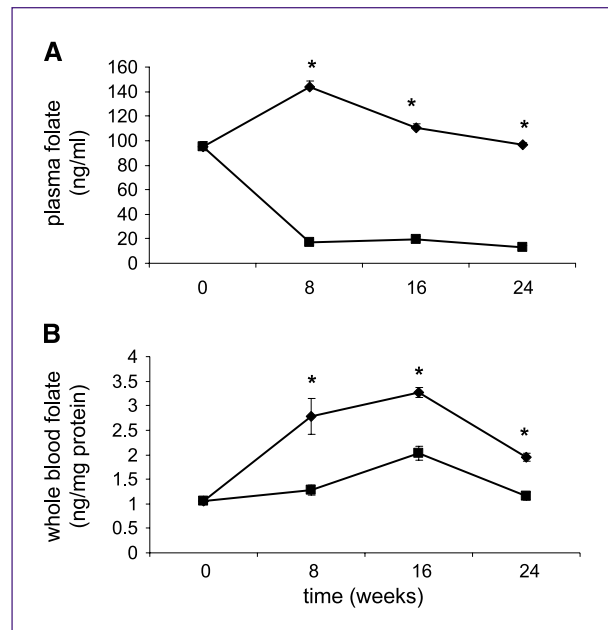 A
plasma folate
(ng/ml)
160
140
120
100
80
60
40
20
0
*
*
*
0 8 16 24
B
whole blood folate
(ng/mg protein)
4
3.5
3
2.5
2
1.5
1
0.5
0
*
*
*
0 8 16 24
time (weeks)